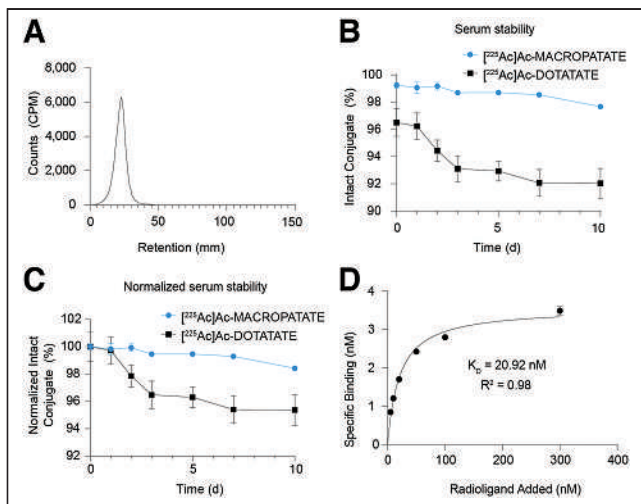 A
8,000
6,000
4,000
2,000
0
0 50 100 150
Counts (CPM)
Retention (mm)
B
Serum stability
[²²⁵Ac]Ac-MACROPATATE
[²²⁵Ac]Ac-DOTATATE
100
98
96
94
92
90
0 5 10
Intact Conjugate (%)
Time (d)
C
Normalized serum stability
[²²⁵Ac]Ac-MACROPATATE
[²²⁵Ac]Ac-DOTATATE
102
100
98
96
94
92
0 5 10
Normalized Intact
Conjugate (%)
Time (d)
D
4
3
2
1
0
0 100 200 300 400
Specific Binding (nM)
K_D = 20.92 nM
R² = 0.98
Radioligand Added (nM)